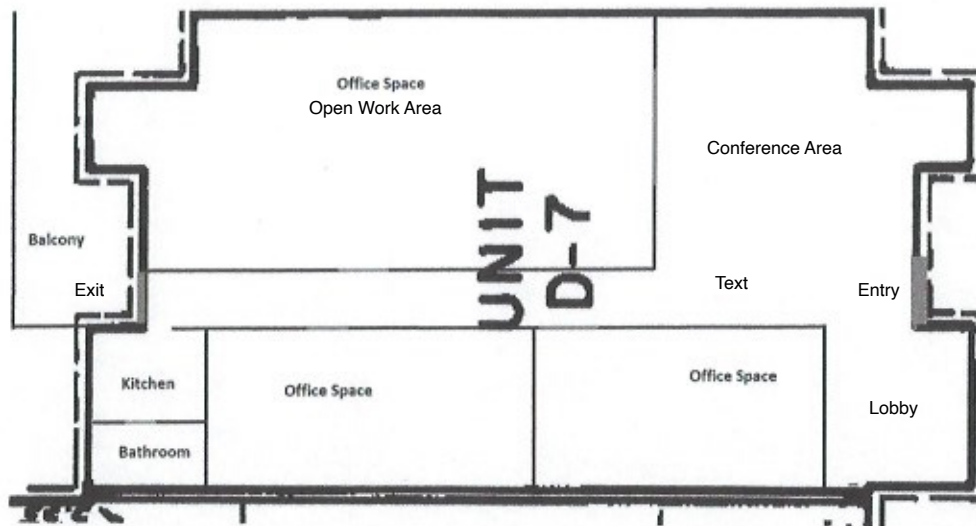 Office Space
Open Work Area
Conference Area
UNIT
D-7
Balcony
Exit
Text
Entry
Kitchen
Office Space
Office Space
Lobby
Bathroom